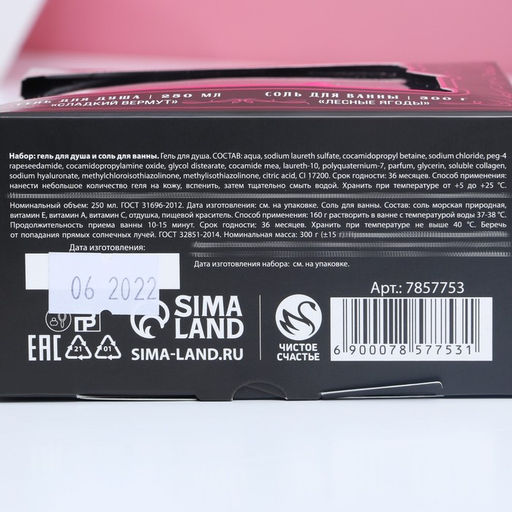 ГЕЛЬ ДЛЯ ДУША | 250 МЛ
«СЛАДКИЙ ВЕРМУТ»
СОЛЬ ДЛЯ ВАННЫ | 300 Г
«ЛЕСНЫЕ ЯГОДЫ»
Набор: гель для душа и соль для ванны. Гель для душа. СОСТАВ: aqua, sodium laureth sulfate, cocamidopropyl betaine, sodium chloride, peg-4
rapeseedamide, cocamidopropylamine oxide, glycol distearate, cocamide mea, laureth-10, polyquaternium-7, parfum, glycerin, soluble collagen,
sodium hyaluronate, methylchloroisothiazolinone, methylisothiazolinone, citric acid, CI 17200. Срок годности: 36 месяцев. Способ применения:
нанести небольшое количество геля на кожу, вспенить, затем тщательно смыть водой. Хранить при температуре от +5 до +25 °С.
Номинальный объем: 250 мл. ГОСТ 31696-2012. Дата изготовления: см. на упаковке. Соль для ванны. Состав: соль морская природная,
витамин Е, витамин А, витамин С, отдушка, пищевой краситель. Способ применения: 160 г растворить в ванне с температурой воды 37-38 °С.
Продолжительность приема ванны 10-15 минут. Срок годности: 36 месяцев. Хранить при температуре не выше 40 °С. Беречь
от попадания прямых солнечных лучей. ГОСТ 32851-2014. Номинальная масса: 300 г (±15 г)
Дата изготовления:
Дата изготовления набора: см. на упаковке.
06 2022
SIMA
LAND
SIMA-LAND.RU
EAC
21
01
ЧИСТОЕ
СЧАСТЬЕ
Арт.: 7857753
6 900078 577531